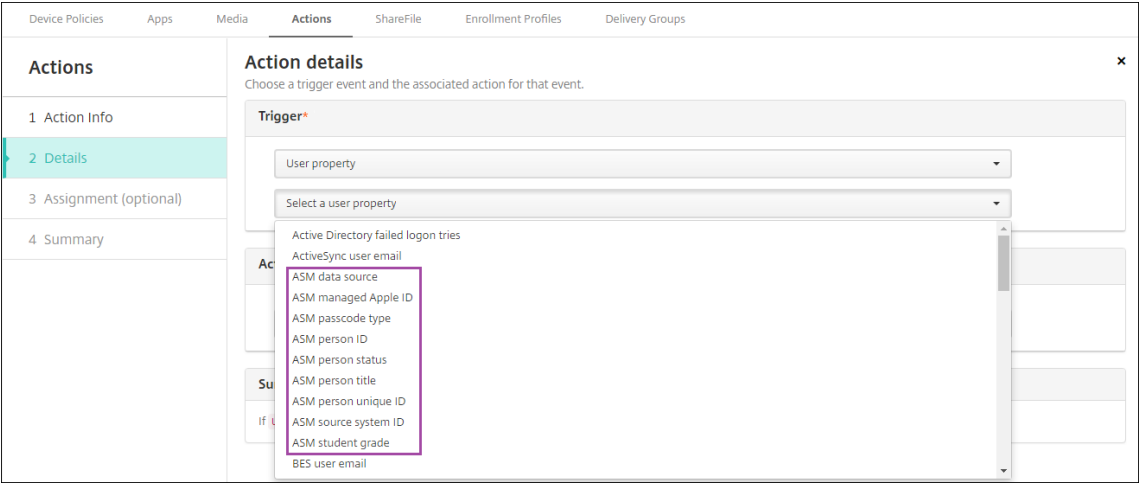 Device Policies Apps Media Actions ShareFile Enrollment Profiles Delivery Groups
Actions
1 Action Info
2 Details
3 Assignment (optional)
4 Summary
Action details
Choose a trigger event and the associated action for that event.
Trigger*
User property
Select a user property
Active Directory failed logon tries
ActiveSync user email
ASM data source
ASM managed Apple ID
ASM passcode type
ASM person ID
ASM person status
ASM person title
ASM person unique ID
ASM source system ID
ASM student grade
BES user email
If